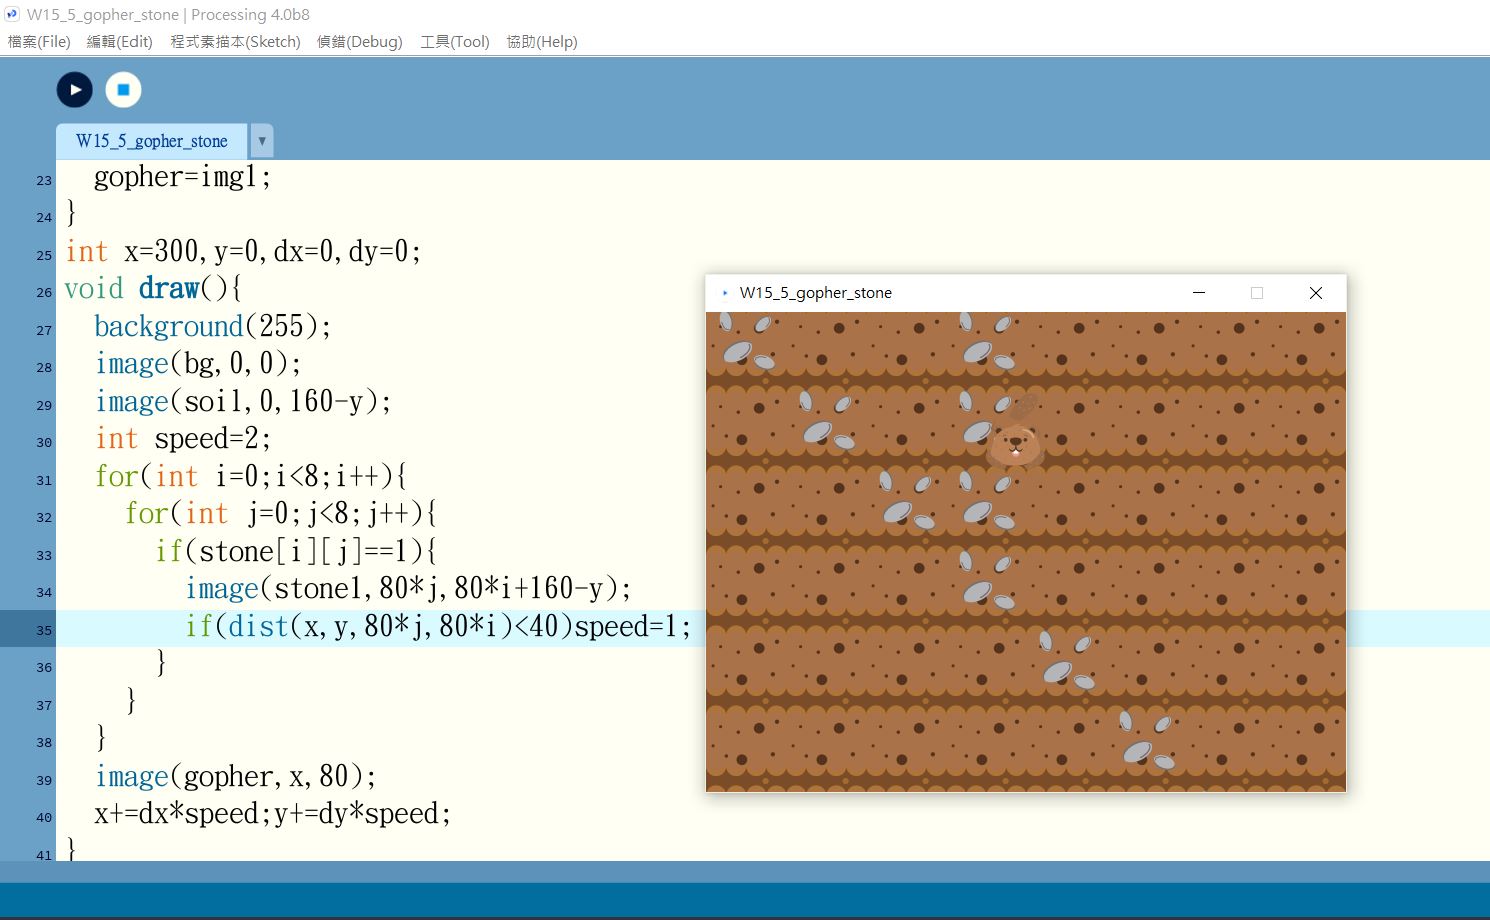 W15_5_gopher_stone | Processing 4.0b8
檔案(File) 編輯(Edit) 程式素描本(Sketch) 偵錯(Debug) 工具(Tool) 協助(Help)
W15_5_gopher_stone ▼
23 gopher=img1;
24 }
25 int x=300,y=0,dx=0,dy=0;
26 void draw(){
27 background(255);
28 image(bg,0,0);
29 image(soil,0,160-y);
30 int speed=2;
31 for(int i=0;i<8;i++){
32 for(int j=0;j<8;j++){
33 if(stone[i][j]==1){
34 image(stone1,80*j,80*i+160-y);
35 if(dist(x,y,80*j,80*i)<40)speed=1;
36 }
37 }
38 }
39 image(gopher,x,80);
40 x+=dx*speed;y+=dy*speed;
41 }
W15_5_gopher_stone